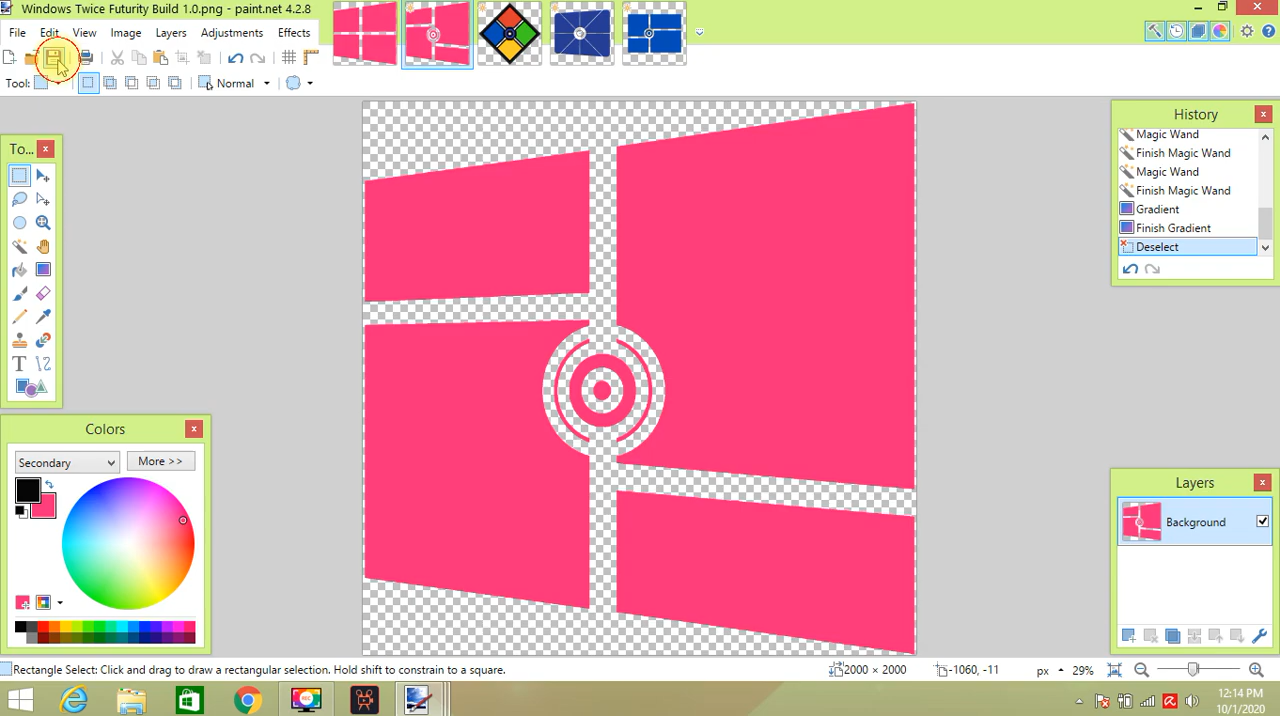 Windows Twice Futurity Build 1.0.png - paint.net 4.2.8
File Edit View Image Layers Adjustments Effects
Tool: Normal
To...
History
Magic Wand
Finish Magic Wand
Magic Wand
Finish Magic Wand
Gradient
Finish Gradient
Deselect
Colors
Secondary
More >>
Layers
Background
Rectangle Select: Click and drag to draw a rectangular selection. Hold shift to constrain to a square.
2000 × 2000
-1060, -11
px
29%
12:14 PM
10/1/2020